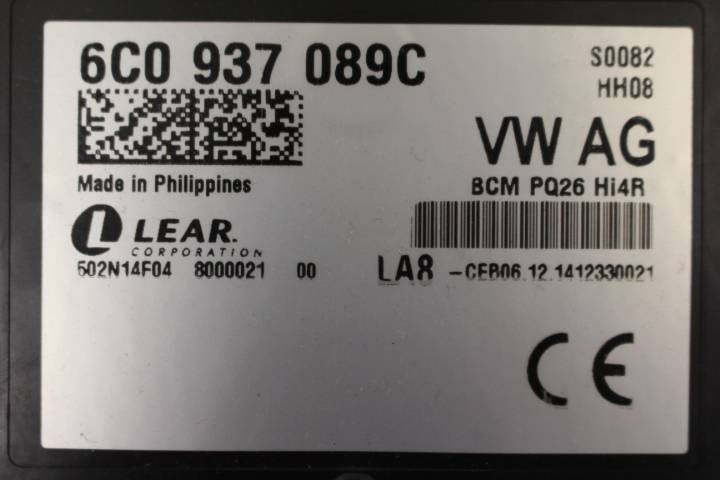 6C0 937 089C
S0082
HH08
VW AG
Made in Philippines
BCM PQ26 Hi4R
LEAR.
CORPORATION
502N14F04 8000021 00
LA8 -CEB06.12.1412330021
CE